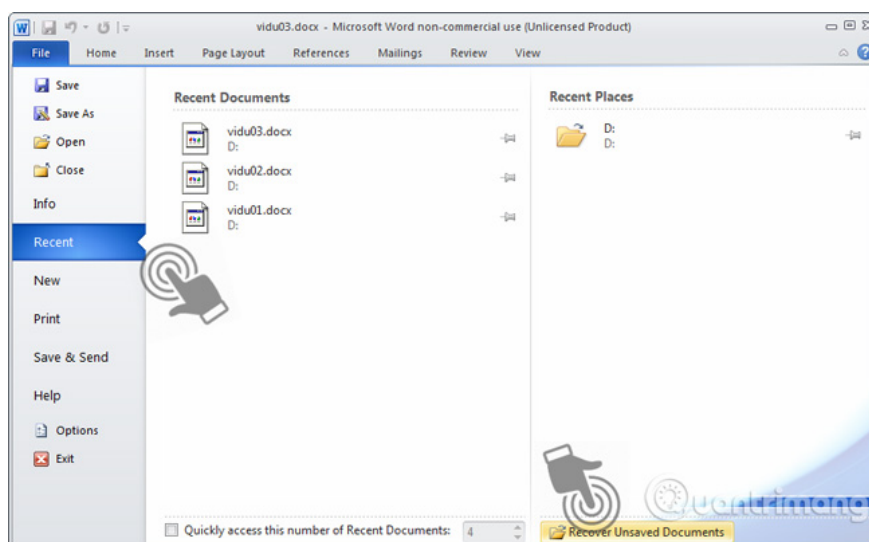 vidu03.docx - Microsoft Word non-commercial use (Unlicensed Product)
File Home Insert Page Layout References Mailings Review View
Save
Save As
Open
Close
Info
Recent
New
Print
Save & Send
Help
Options
Exit
Recent Documents
vidu03.docx
D:
vidu02.docx
D:
vidu01.docx
D:
Quickly access this number of Recent Documents: 4
Recent Places
D:
D:
Recover Unsaved Documents
Quantrimang